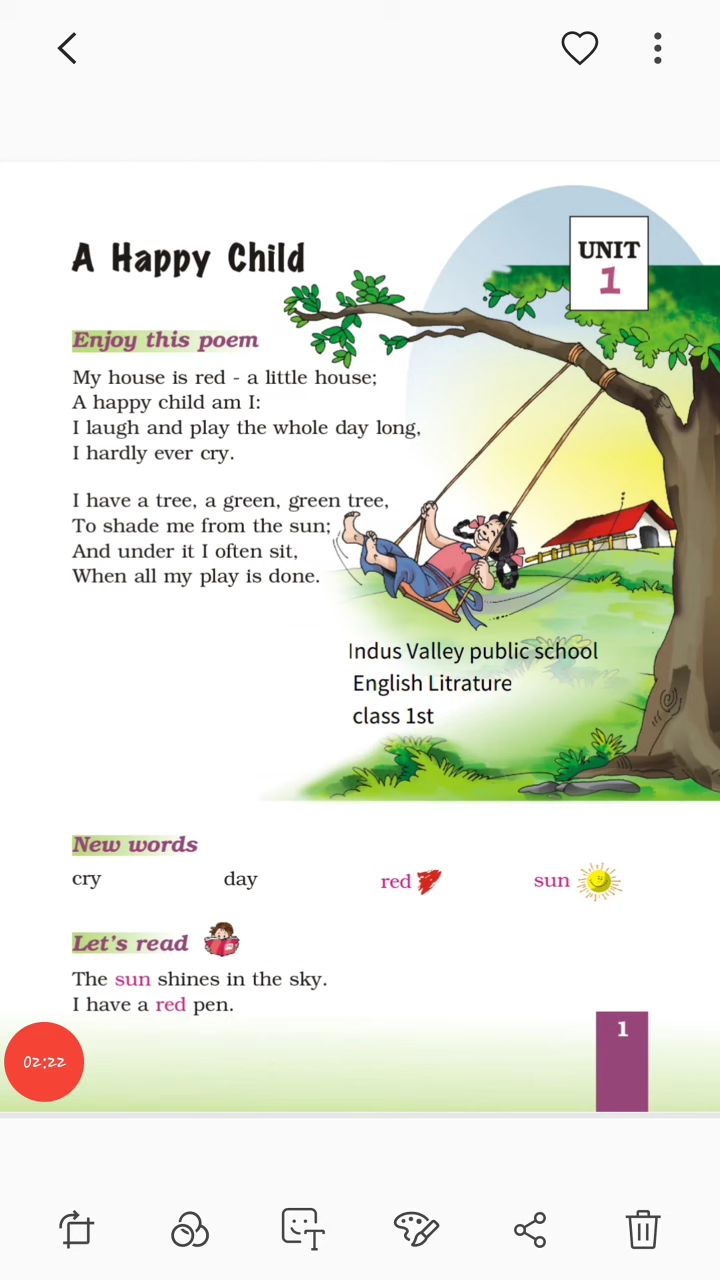 A Happy Child
UNIT
1
Enjoy this poem
My house is red - a little house;
A happy child am I:
I laugh and play the whole day long,
I hardly ever cry.
I have a tree, a green, green tree,
To shade me from the sun;
And under it I often sit,
When all my play is done.
Indus Valley public school
English Litrature
class 1st
New words
cry day red sun
Let's read
The sun shines in the sky.
I have a red pen.
02:22
1
T